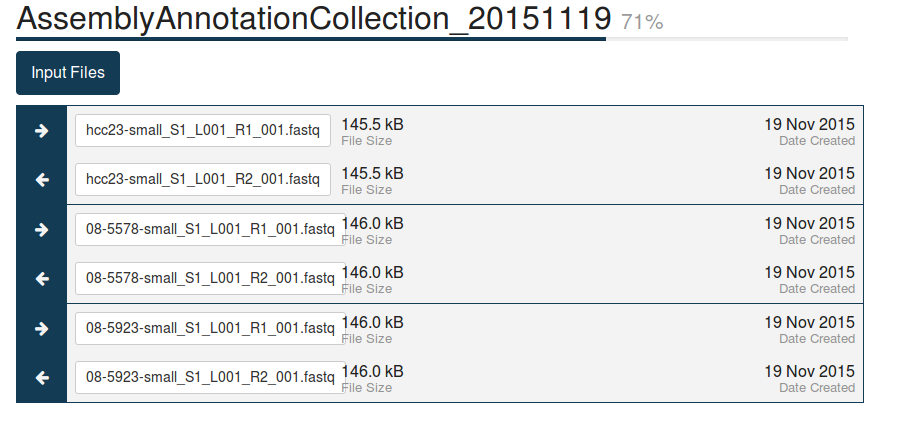 AssemblyAnnotationCollection_20151119 71%
Input Files
hcc23-small_S1_L001_R1_001.fastq 145.5 kB 19 Nov 2015
File Size Date Created
hcc23-small_S1_L001_R2_001.fastq 145.5 kB 19 Nov 2015
File Size Date Created
08-5578-small_S1_L001_R1_001.fastq 146.0 kB 19 Nov 2015
File Size Date Created
08-5578-small_S1_L001_R2_001.fastq 146.0 kB 19 Nov 2015
File Size Date Created
08-5923-small_S1_L001_R1_001.fastq 146.0 kB 19 Nov 2015
File Size Date Created
08-5923-small_S1_L001_R2_001.fastq 146.0 kB 19 Nov 2015
File Size Date Created